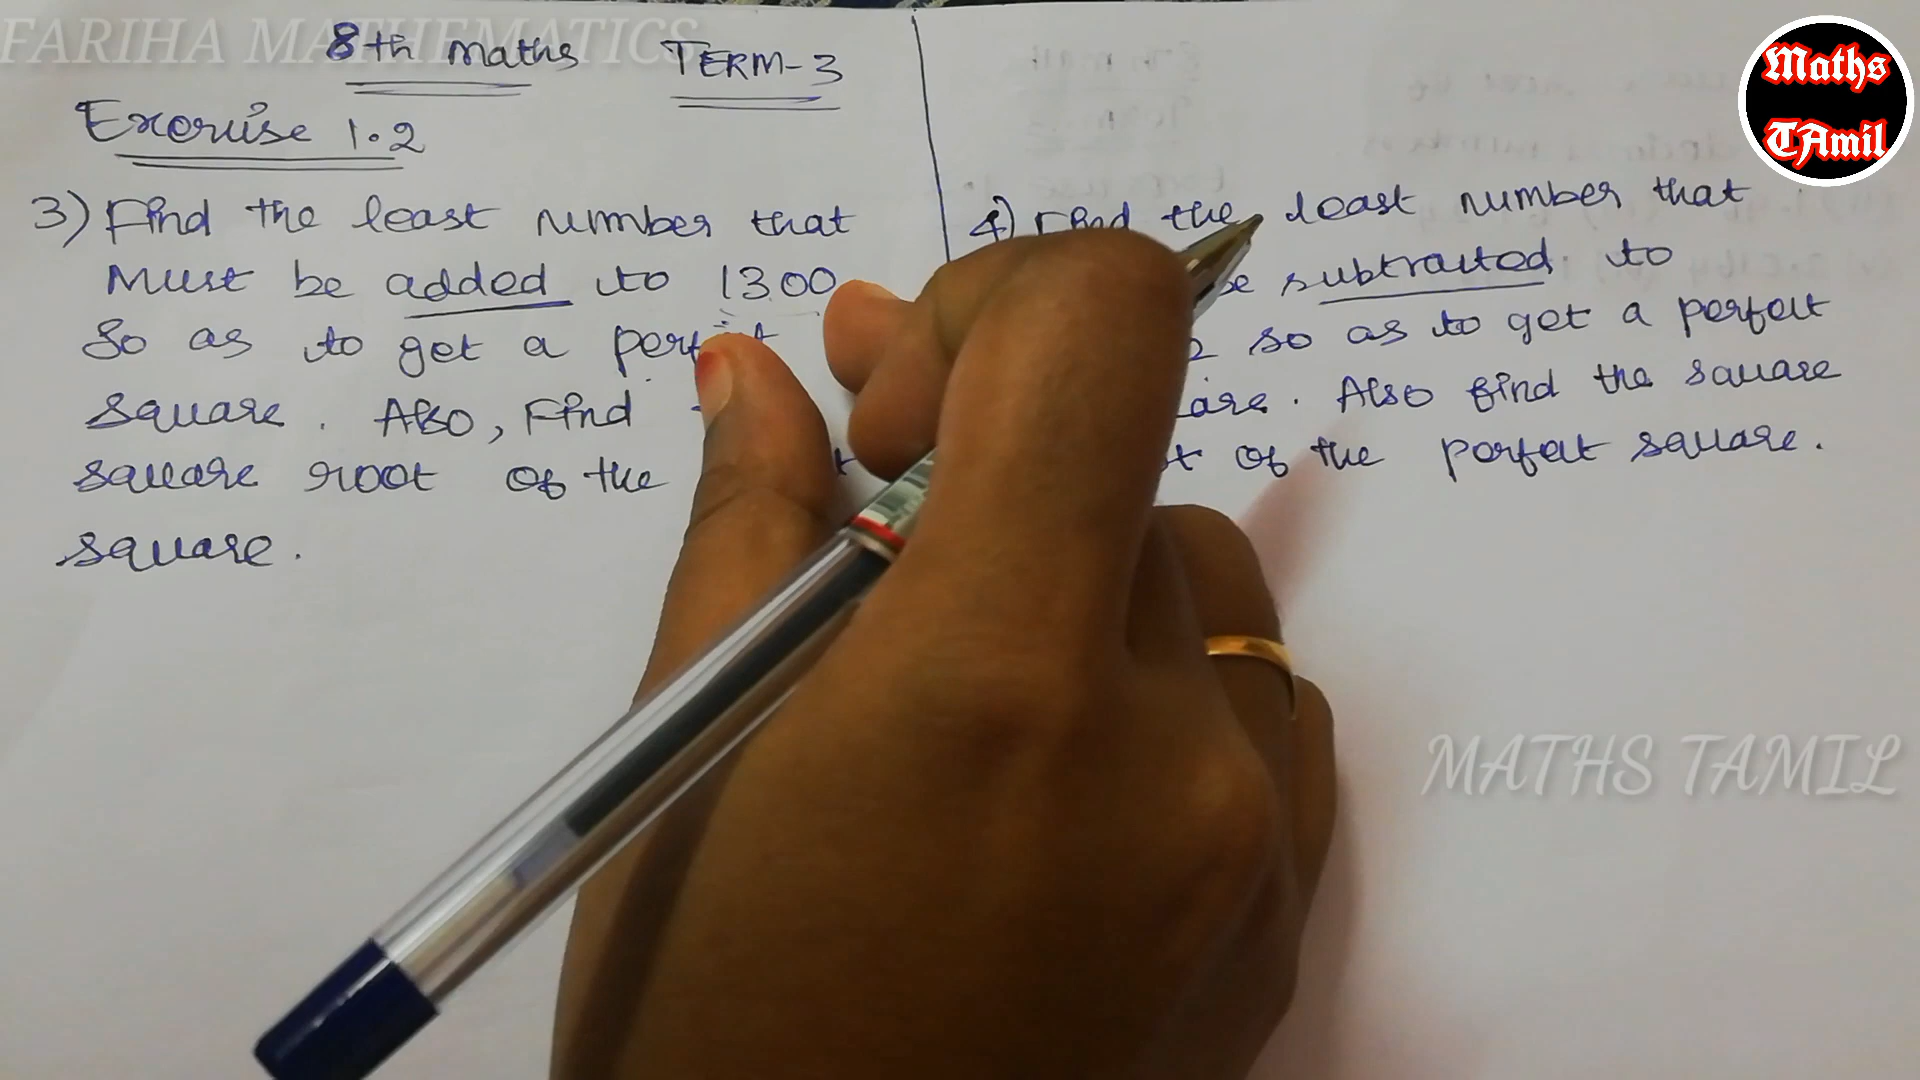 FARIHA MATHEMATICS
8th maths TERM-3
Exercise 1.2
3) Find the least number that
Must be added to 1300
So as to get a
square. Also, Find
square root of the
square.
4) Find the least number that
subtracted to
so as to get a perfect
Also find the square
of the perfect square.
Maths
TAmil
MATHS TAMIL